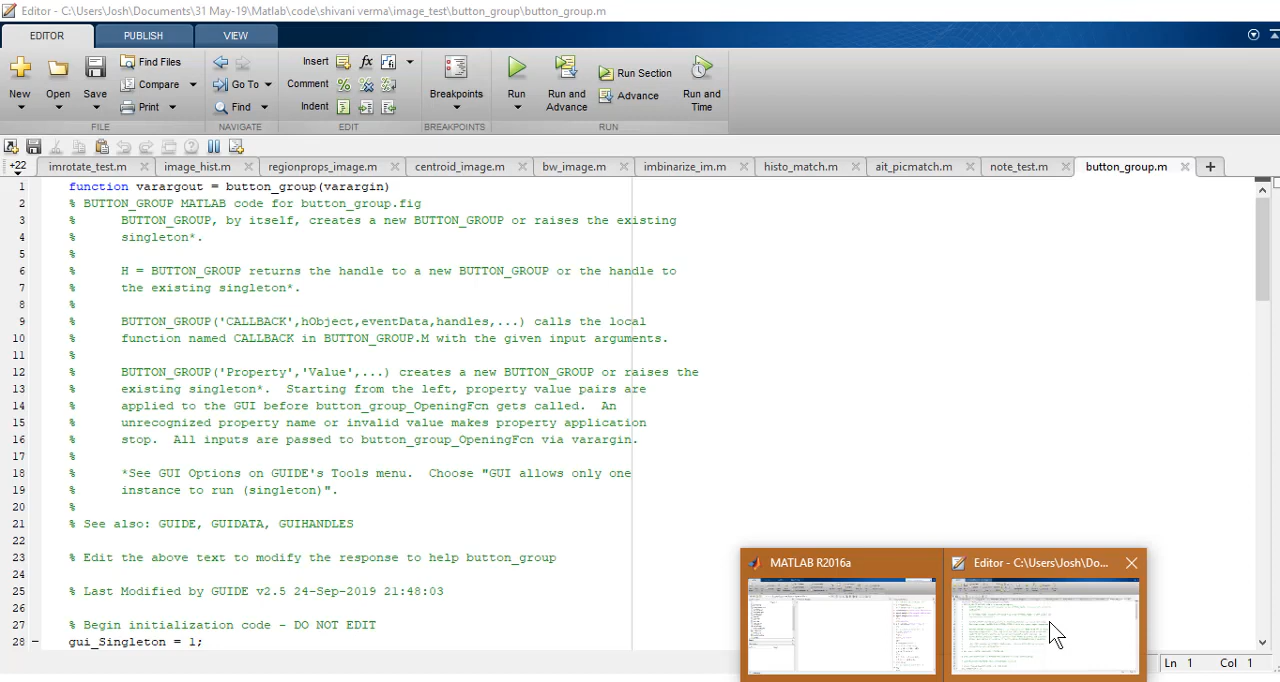 Editor - C:\Users\Josh\Documents\31 May-19\Matlab\code\shivani verma\image_test\button_group\button_group.m
EDITOR PUBLISH VIEW
New Open Save Find Files Compare Print
Go To Find
Insert Comment Indent
Breakpoints
Run Run and Advance Run Section Advance Run and Time
FILE NAVIGATE EDIT BREAKPOINTS RUN
+22 imrotate_test.m image_hist.m regionprops_image.m centroid_image.m bw_image.m imbinarize_im.m histo_match.m ait_picmatch.m note_test.m button_group.m
1 function varargout = button_group(varargin)
2 % BUTTON_GROUP MATLAB code for button_group.fig
3 % BUTTON_GROUP, by itself, creates a new BUTTON_GROUP or raises the existing
4 % singleton*.
5 %
6 % H = BUTTON_GROUP returns the handle to a new BUTTON_GROUP or the handle to
7 % the existing singleton*.
8 %
9 % BUTTON_GROUP('CALLBACK',hObject,eventData,handles,...) calls the local
10 % function named CALLBACK in BUTTON_GROUP.M with the given input arguments.
11 %
12 % BUTTON_GROUP('Property','Value',...) creates a new BUTTON_GROUP or raises the
13 % existing singleton*. Starting from the left, property value pairs are
14 % applied to the GUI before button_group_OpeningFcn gets called. An
15 % unrecognized property name or invalid value makes property application
16 % stop. All inputs are passed to button_group_OpeningFcn via varargin.
17 %
18 % *See GUI Options on GUIDE's Tools menu. Choose "GUI allows only one
19 % instance to run (singleton)".
20 %
21 % See also: GUIDE, GUIDATA, GUIHANDLES
22
23 % Edit the above text to modify the response to help button_group
24
25 % Last Modified by GUIDE v2.5 2019 21:48:03
26
27 % Begin initialization code - DO NOT EDIT
28 gui_Singleton = 1;
MATLAB R2016a
Editor - C:\Users\Josh\Do...
Ln 1 Col 1